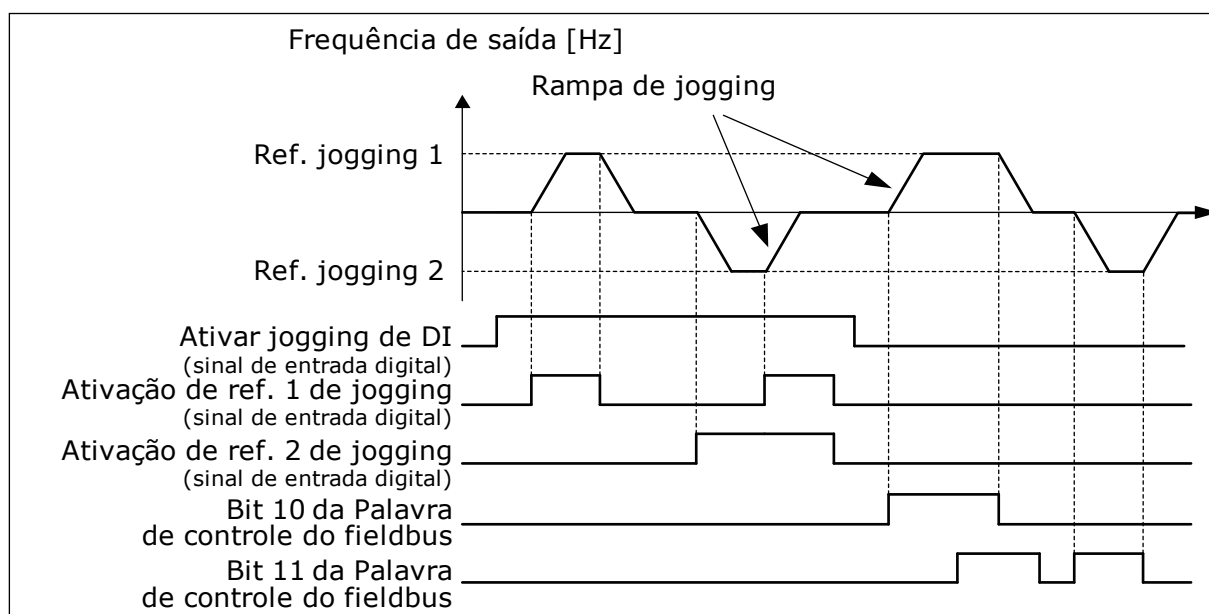 Frequência de saída [Hz]
Rampa de jogging
Ref. jogging 1
Ref. jogging 2
Ativar jogging de DI
(sinal de entrada digital)
Ativação de ref. 1 de jogging
(sinal de entrada digital)
Ativação de ref. 2 de jogging
(sinal de entrada digital)
Bit 10 da Palavra
de controle do fieldbus
Bit 11 da Palavra
de controle do fieldbus